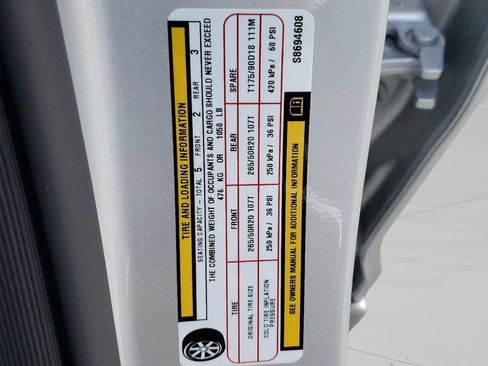 TIRE AND LOADING INFORMATION
SEATING CAPACITY - TOTAL 5 FRONT 2 REAR 3
THE COMBINED WEIGHT OF OCCUPANTS AND CARGO SHOULD NEVER EXCEED
476 KG OR 1050 LB
TIRE FRONT REAR SPARE
ORIGINAL TIRE SIZE 265/50R20 107T 265/50R20 107T T175/90D18 111M
COLD TIRE INFLATION PRESSURE 250 kPa / 36 PSI 250 kPa / 36 PSI 420 kPa / 60 PSI
SEE OWNERS MANUAL FOR ADDITIONAL INFORMATION
S8694608